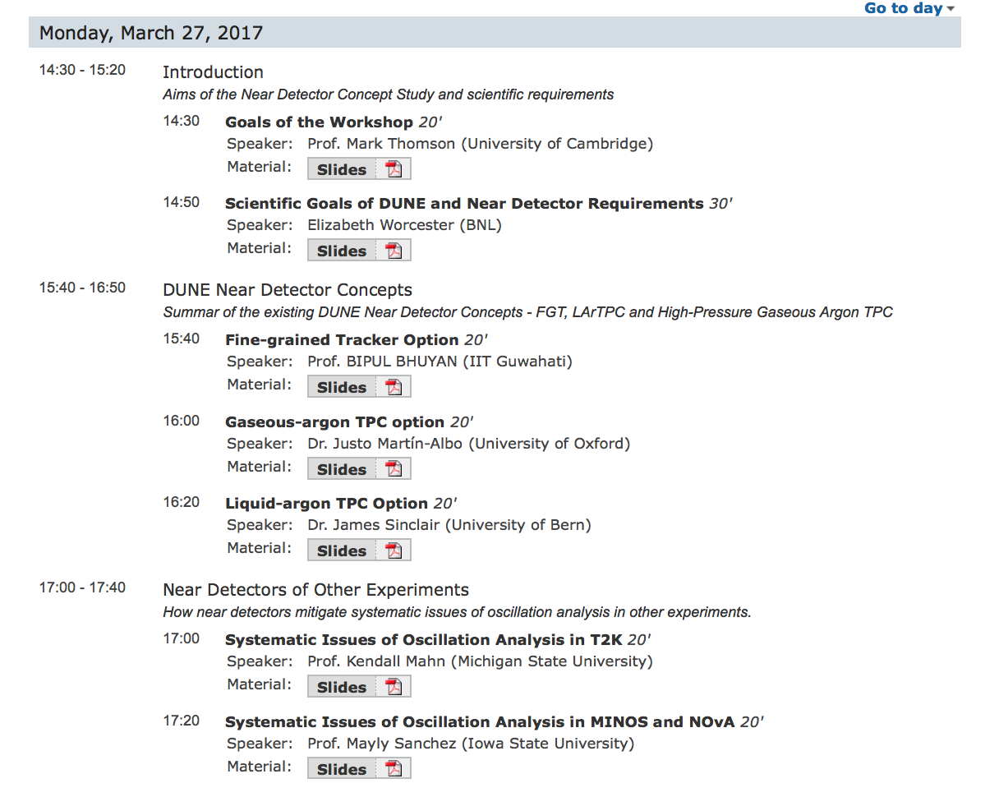 Go to day
Monday, March 27, 2017
14:30 - 15:20 Introduction
Aims of the Near Detector Concept Study and scientific requirements
14:30 Goals of the Workshop 20'
Speaker: Prof. Mark Thomson (University of Cambridge)
Material: Slides
14:50 Scientific Goals of DUNE and Near Detector Requirements 30'
Speaker: Elizabeth Worcester (BNL)
Material: Slides
15:40 - 16:50 DUNE Near Detector Concepts
Summar of the existing DUNE Near Detector Concepts - FGT, LArTPC and High-Pressure Gaseous Argon TPC
15:40 Fine-grained Tracker Option 20'
Speaker: Prof. BIPUL BHUYAN (IIT Guwahati)
Material: Slides
16:00 Gaseous-argon TPC option 20'
Speaker: Dr. Justo Martín-Albo (University of Oxford)
Material: Slides
16:20 Liquid-argon TPC Option 20'
Speaker: Dr. James Sinclair (University of Bern)
Material: Slides
17:00 - 17:40 Near Detectors of Other Experiments
How near detectors mitigate systematic issues of oscillation analysis in other experiments.
17:00 Systematic Issues of Oscillation Analysis in T2K 20'
Speaker: Prof. Kendall Mahn (Michigan State University)
Material: Slides
17:20 Systematic Issues of Oscillation Analysis in MINOS and NOvA 20'
Speaker: Prof. Mayly Sanchez (Iowa State University)
Material: Slides